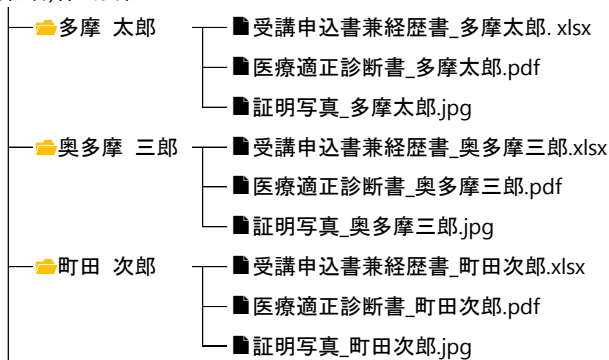 多摩 太郎 受講申込書兼経歴書_多摩太郎. xlsx
医療適正診断書_多摩太郎.pdf
証明写真_多摩太郎.jpg
奥多摩 三郎 受講申込書兼経歴書_奥多摩三郎.xlsx
医療適正診断書_奥多摩三郎.pdf
証明写真_奥多摩三郎.jpg
町田 次郎 受講申込書兼経歴書_町田次郎.xlsx
医療適正診断書_町田次郎.pdf
証明写真_町田次郎.jpg